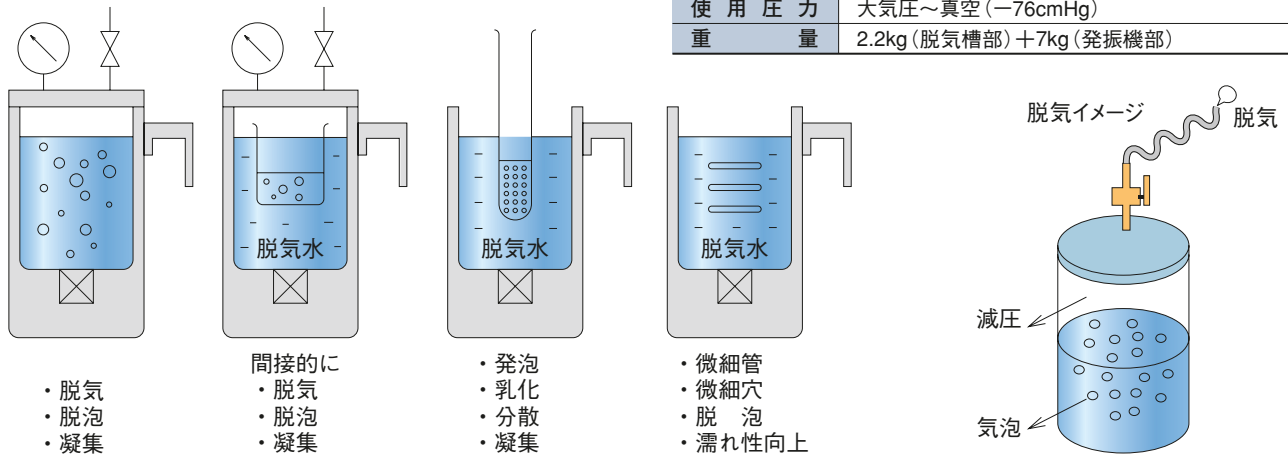 使用圧力 大気圧～真空（－76cmHg）
重量 2.2kg（脱気槽部）＋7kg（発振機部）
脱気水
脱気水
脱気水
・脱気
・脱泡
・凝集
間接的に
・脱気
・脱泡
・凝集
・発泡
・乳化
・分散
・凝集
・微細管
・微細穴
・脱 泡
・濡れ性向上
脱気イメージ
脱気
減圧
気泡